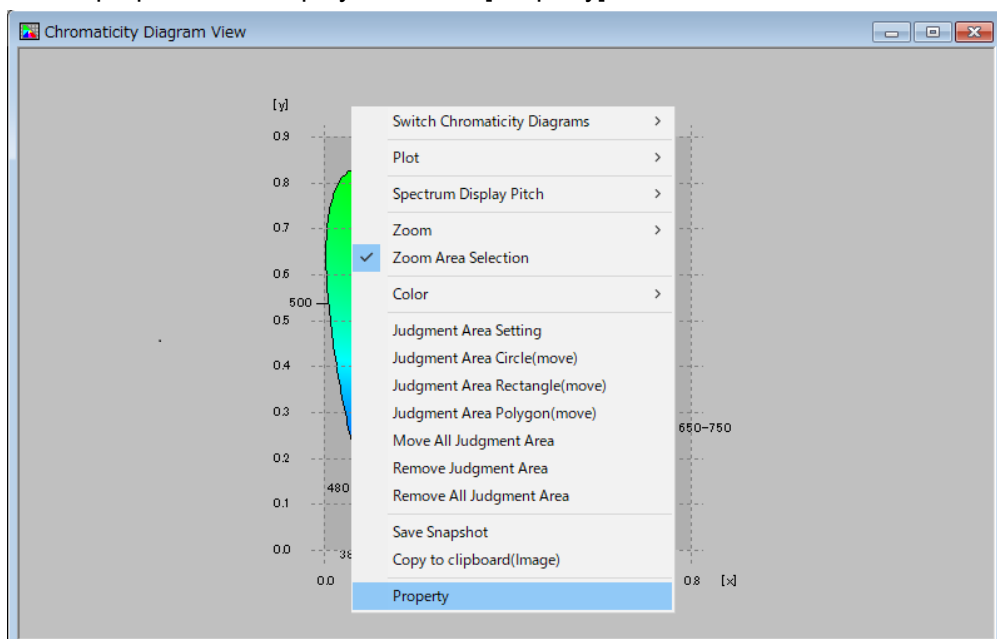 Chromaticity Diagram View
[y]
0.9
0.8
0.7
0.6
500
0.5
0.4
0.3
0.2
480
0.1
0.0
38
0.0
Switch Chromaticity Diagrams
Plot
Spectrum Display Pitch
Zoom
Zoom Area Selection
Color
Judgment Area Setting
Judgment Area Circle(move)
Judgment Area Rectangle(move)
Judgment Area Polygon(move)
Move All Judgment Area
Remove Judgment Area
Remove All Judgment Area
Save Snapshot
Copy to clipboard(Image)
Property
650-750
0.8 [x]